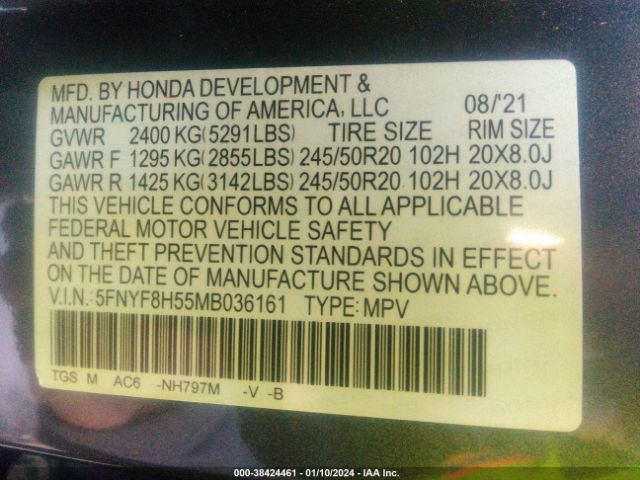 MFD. BY HONDA DEVELOPMENT &
MANUFACTURING OF AMERICA, LLC 08/'21
GVWR 2400 KG(5291LBS) TIRE SIZE RIM SIZE
GAWR F 1295 KG(2855LBS) 245/50R20 102H 20X8.0J
GAWR R 1425 KG(3142LBS) 245/50R20 102H 20X8.0J
THIS VEHICLE CONFORMS TO ALL APPLICABLE
FEDERAL MOTOR VEHICLE SAFETY
AND THEFT PREVENTION STANDARDS IN EFFECT
ON THE DATE OF MANUFACTURE SHOWN ABOVE.
V.I.N.: 5FNYF8H55MB036161 TYPE: MPV
TGS M AC6 -NH797M -V -B
000-38424461 - 01/10/2024 - IAA Inc.